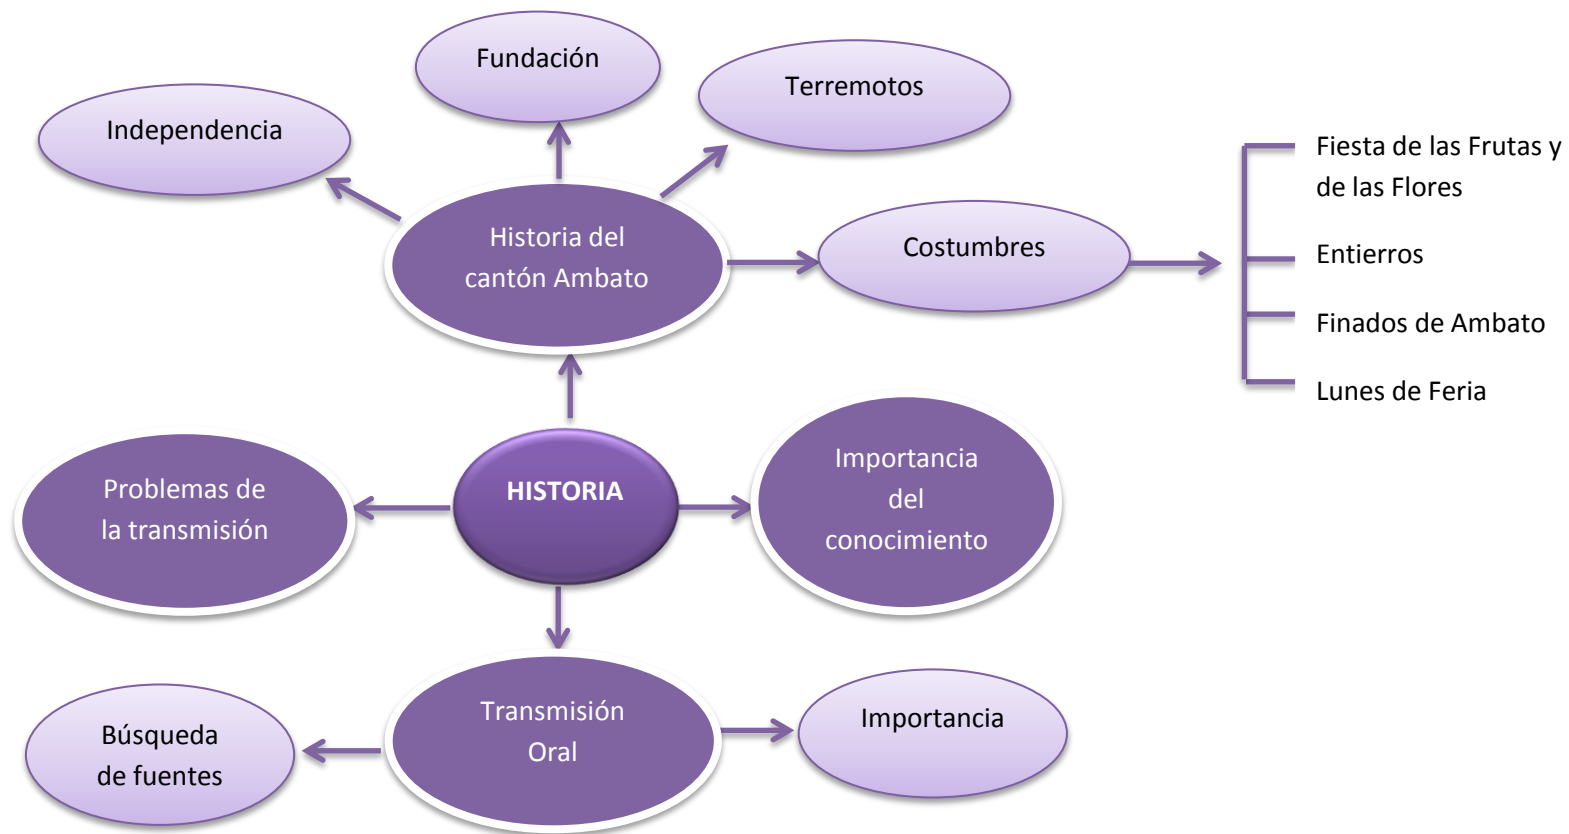 Fundación
Terremotos
Independencia
Fiesta de las Frutas y
de las Flores
Historia del
cantón Ambato
Costumbres
Entierros
Finados de Ambato
Lunes de Feria
Problemas de
la transmisión
HISTORIA
Importancia
del
conocimiento
Búsqueda
de fuentes
Transmisión
Oral
Importancia